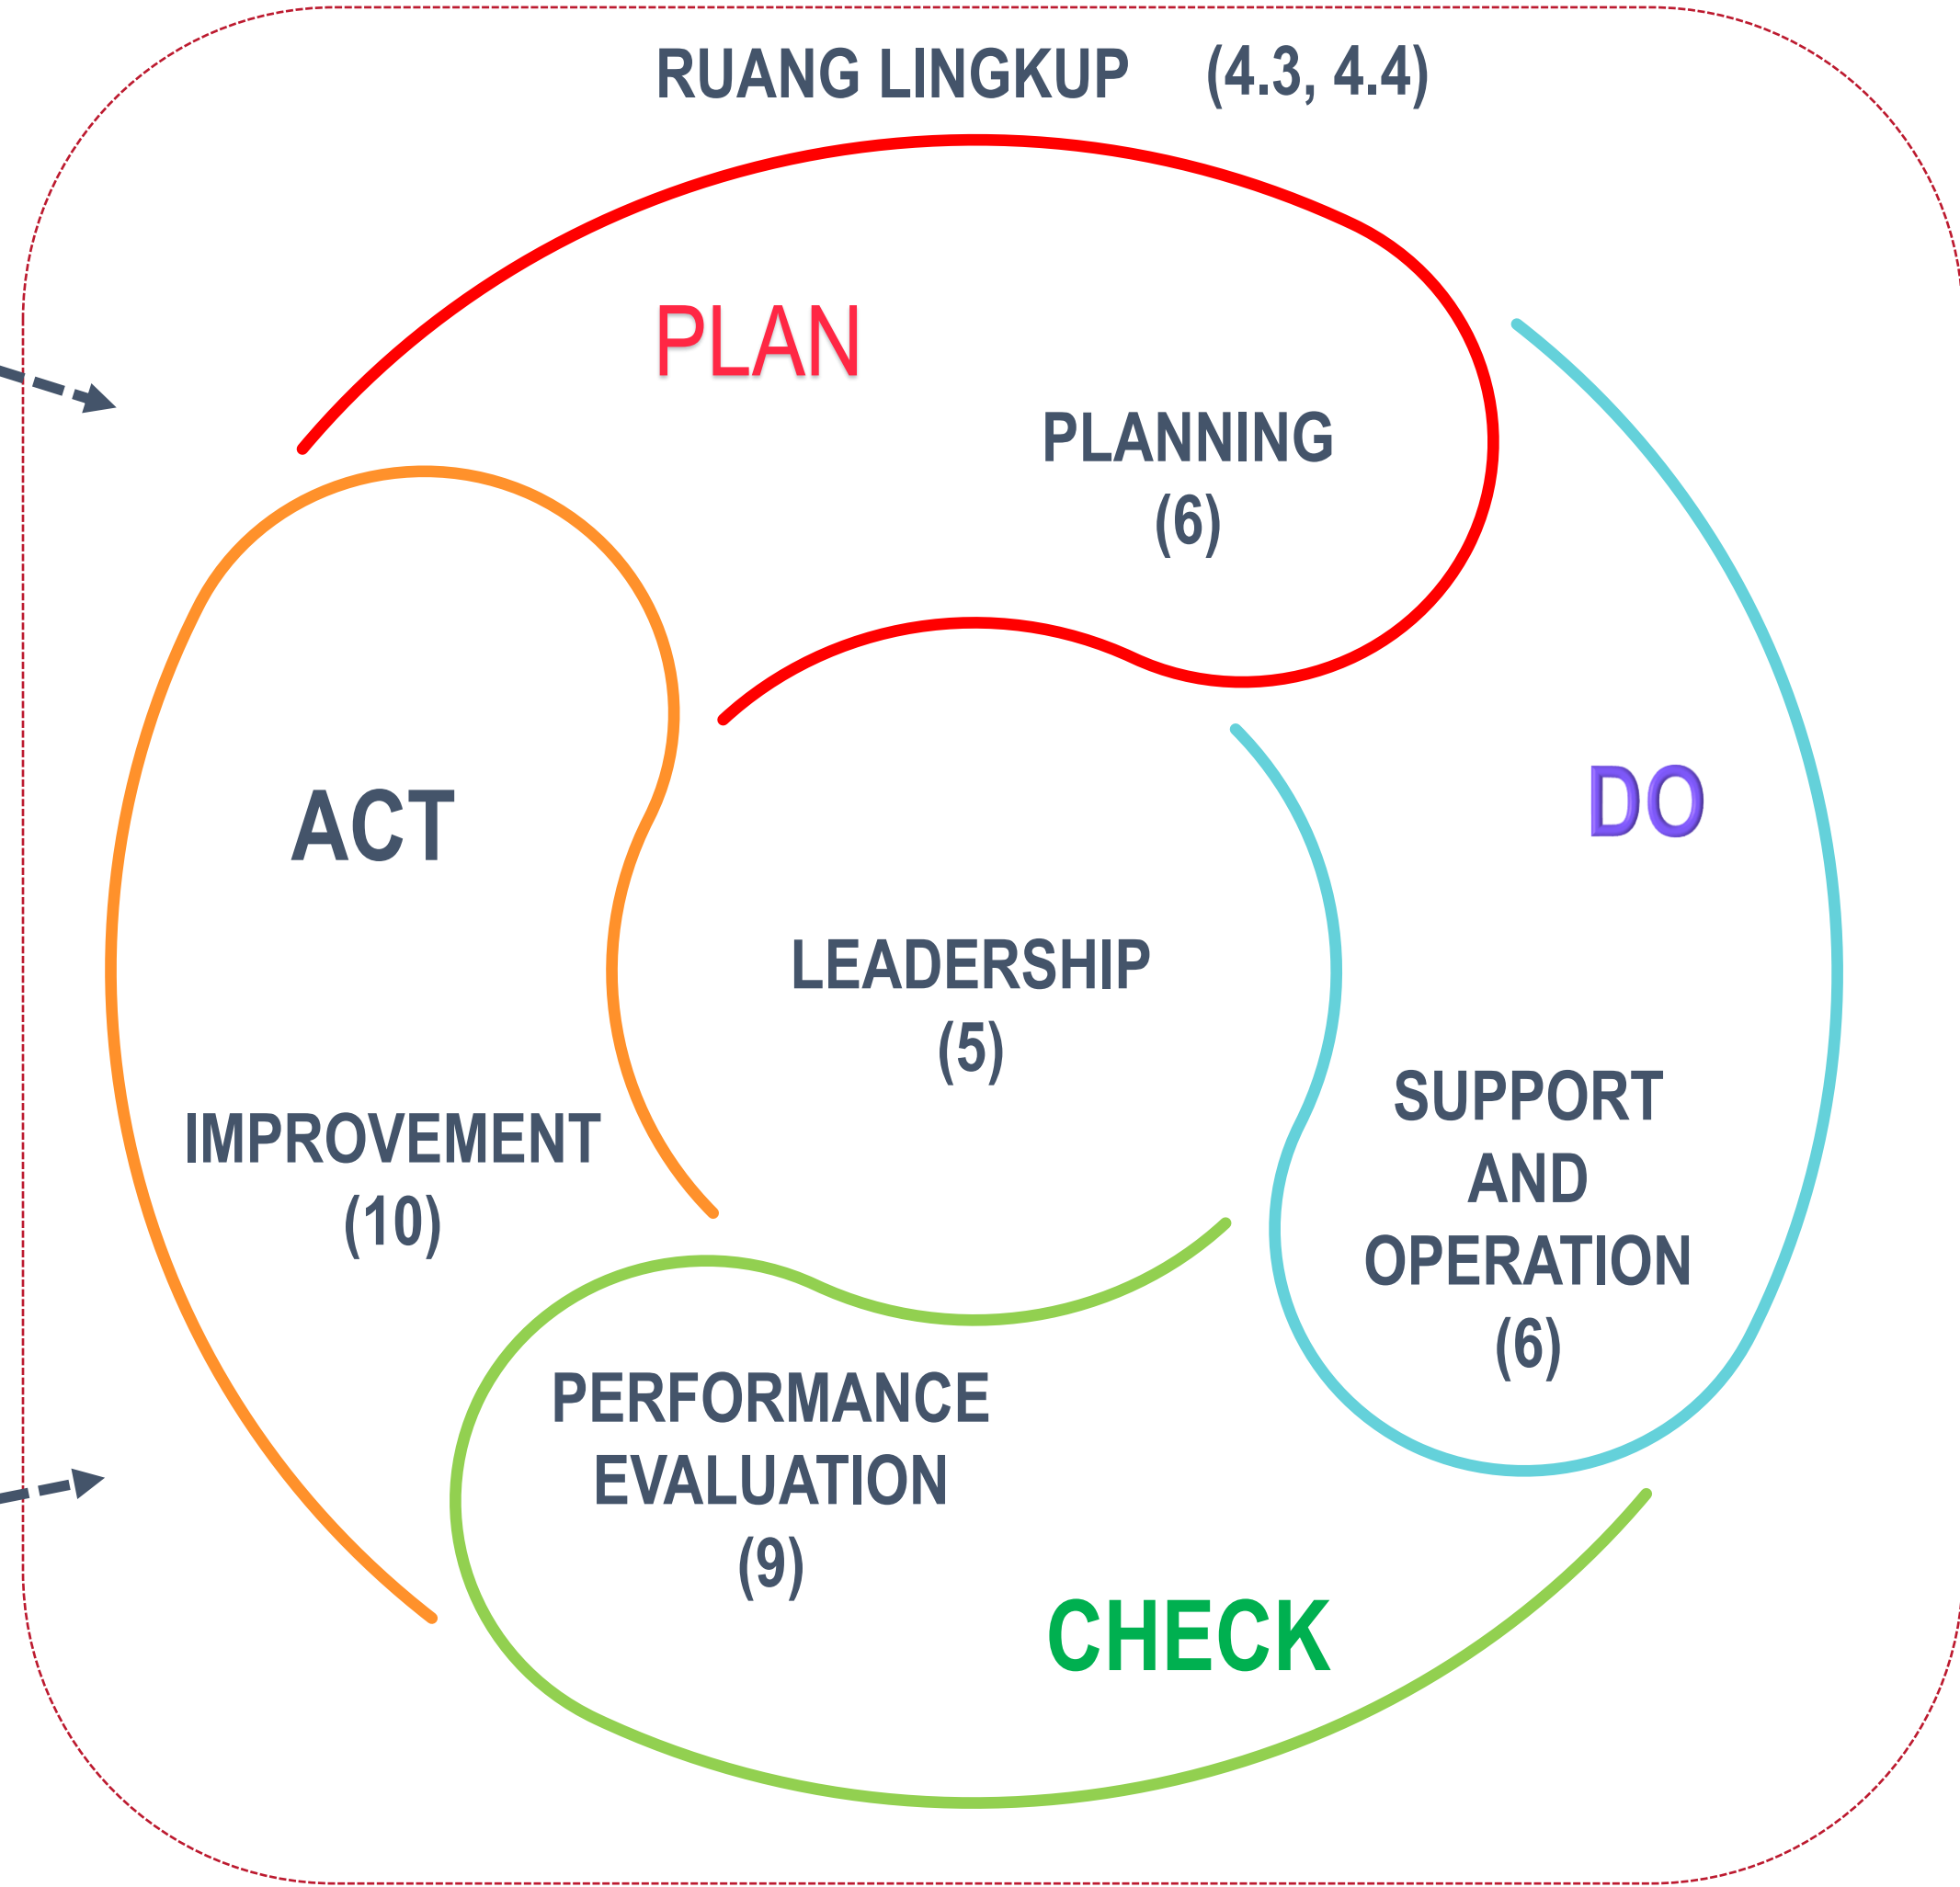 RUANG LINGKUP (4.3, 4.4)
PLAN
PLANNING
(6)
DO
ACT
LEADERSHIP
(5)
SUPPORT
AND
OPERATION
(6)
IMPROVEMENT
(10)
PERFORMANCE
EVALUATION
(9)
CHECK